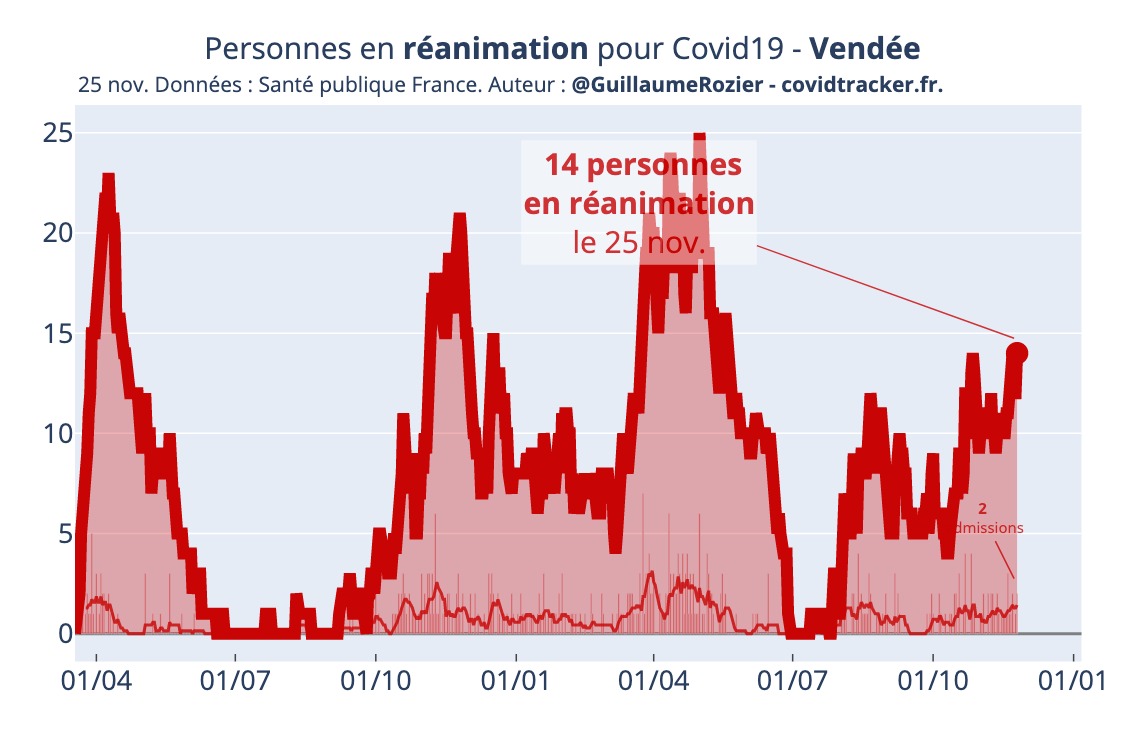 Personnes en réanimation pour Covid19 - Vendée
25 nov. Données : Santé publique France. Auteur : @GuillaumeRozier - covidtracker.fr.
25
20
15
10
5
0
14 personnes
en réanimation
le 25 nov.
2
dmissions
01/04
01/07
01/10
01/01
01/04
01/07
01/10
01/01